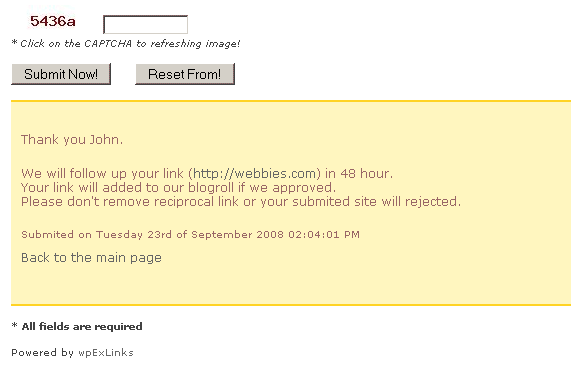 5436a
* Click on the CAPTCHA to refreshing image!
Submit Now! Reset From!
Thank you John.
We will follow up your link (http://webbies.com) in 48 hour.
Your link will added to our blogroll if we approved.
Please don't remove reciprocal link or your submited site will rejected.
Submited on Tuesday 23rd of September 2008 02:04:01 PM
Back to the main page
* All fields are required
Powered by wpExLinks